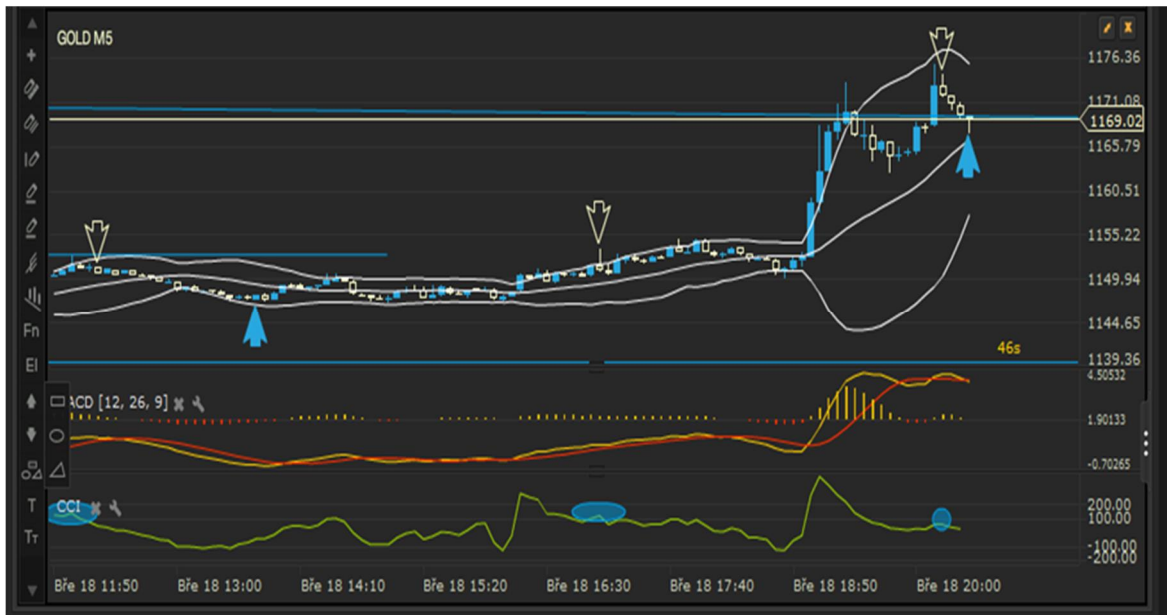 GOLD M5
1176.36
1171.08
1169.02
1165.79
1160.51
1155.22
1149.94
1144.65
46s
1139.36
Fn
EI
ACD [12, 26, 9]
4.50532
1.90133
-0.70265
CCI
200.00
100.00
-100.00
-200.00
T
TT
Bře 18 11:50 Bře 18 13:00 Bře 18 14:10 Bře 18 15:20 Bře 18 16:30 Bře 18 17:40 Bře 18 18:50 Bře 18 20:00